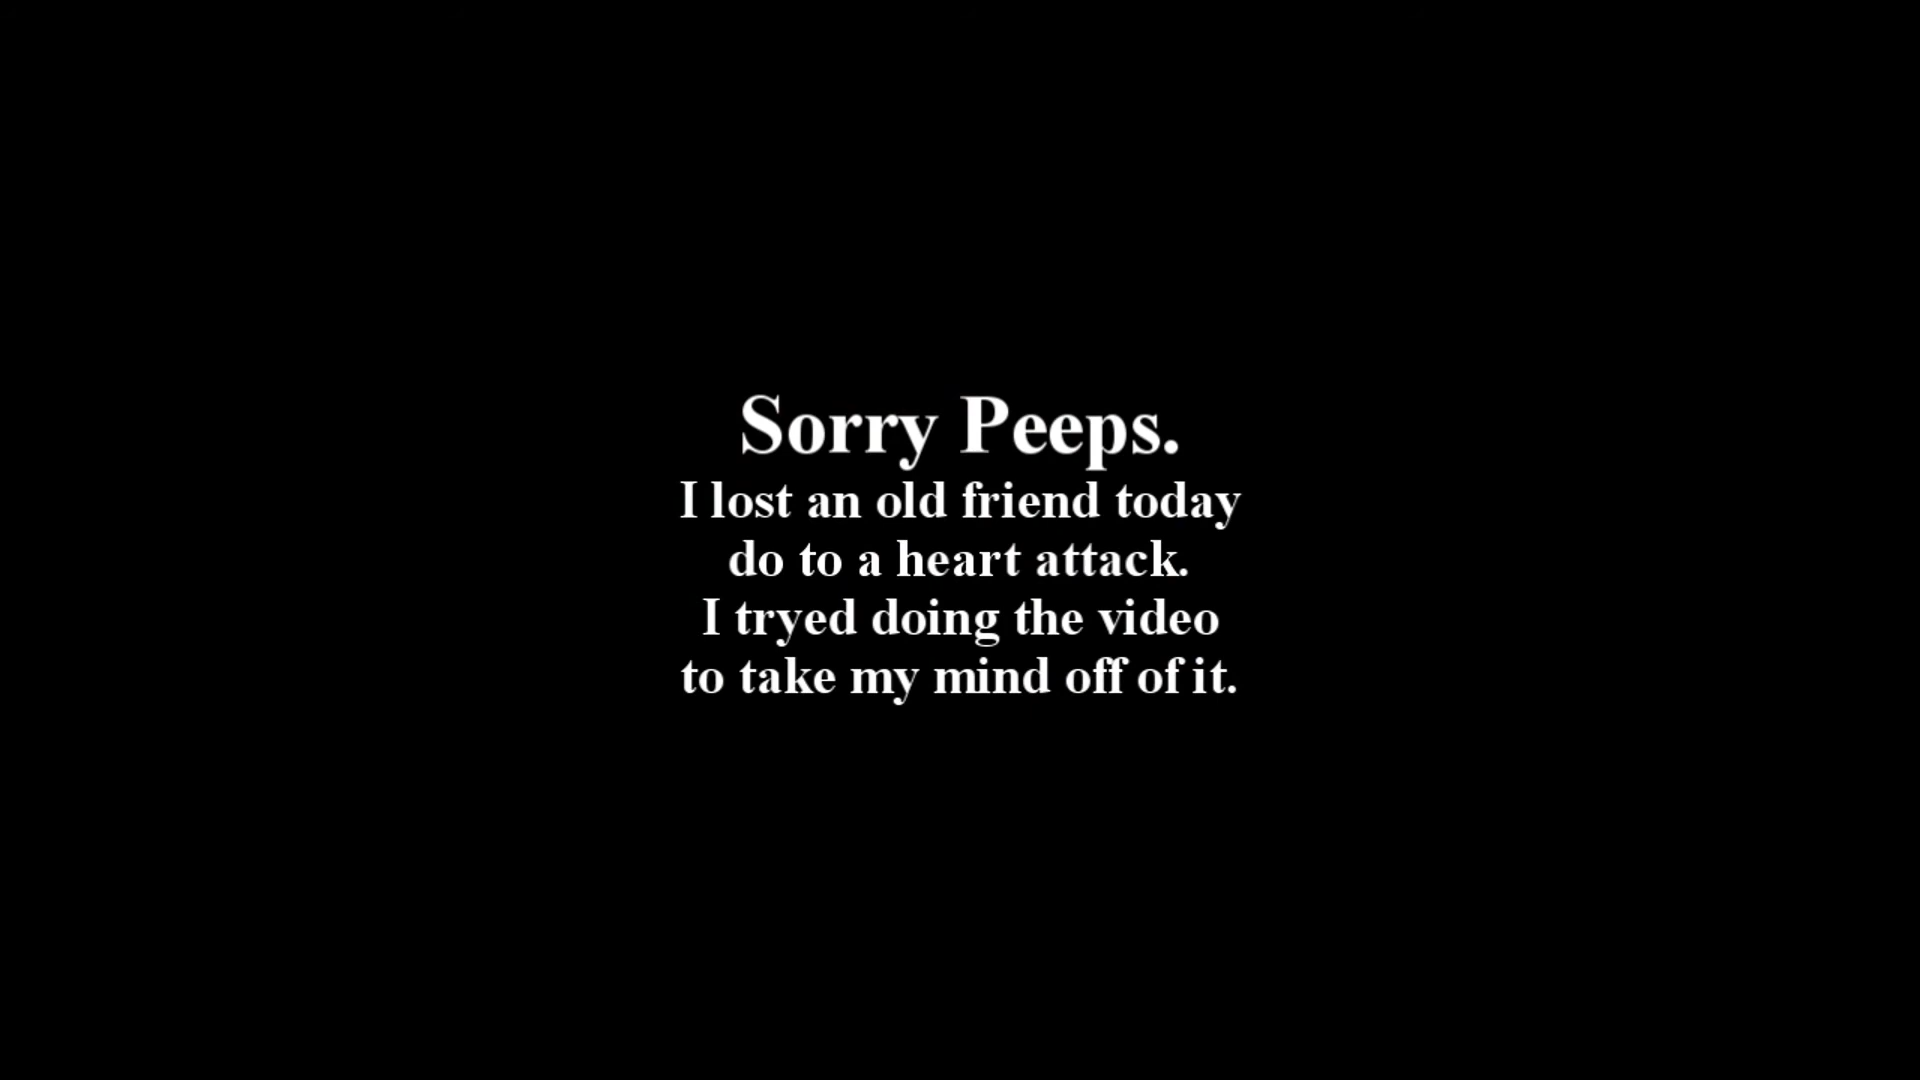 Sorry Peeps.
I lost an old friend today
do to a heart attack.
I tryed doing the video
to take my mind off of it.